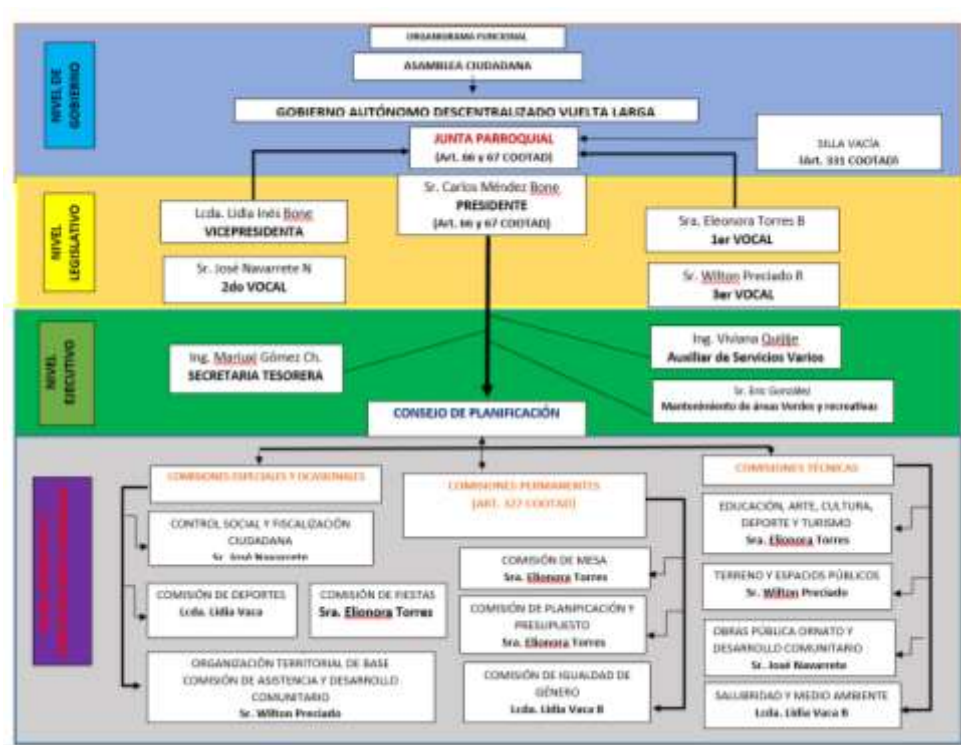 ORGANIGRAMA FUNCIONAL
ASAMBLEA CIUDADANA
NIVEL DE
GOBIERNO
GOBIERNO AUTÓNOMO DESCENTRALIZADO VUELTA LARGA
JUNTA PARROQUIAL
(Art. 66 y 67 COOTAD)
SILLA VACÍA
(Art. 331 COOTAD)
NIVEL
LEGISLATIVO
Sr. Carlos Méndez Bone
PRESIDENTE
(Art. 66 y 67 COOTAD)
Lcda. Lidia Inés Bone
VICEPRESIDENTA
Sra. Eleonora Torres B
1er VOCAL
Sr. José Navarrete N
2do VOCAL
Sr. Wilton Preciado R
3er VOCAL
NIVEL
EJECUTIVO
Ing. Gómez Ch.
SECRETARIA TESORERA
Ing. Viviana Quijije
Auxiliar de Servicios Varios
Sr. Eric González
Mantenimiento de áreas Verdes y recreativas
CONSEJO DE PLANIFICACIÓN
COMISIONES ESPECIALES Y OCASIONALES
CONTROL SOCIAL Y FISCALIZACIÓN
CIUDADANA
Sr. José Navarrete
COMISIÓN DE DEPORTES
Lcda. Lidia Vaca
COMISIÓN DE FIESTAS
Sra. Elionora Torres
ORGANIZACIÓN TERRITORIAL DE BASE
COMISIÓN DE ASISTENCIA Y DESARROLLO
COMUNITARIO
Sr. Wilton Preciado
COMISIONES PERMANENTES
(ART. 327 COOTAD)
COMISIÓN DE MESA
Sra. Elionora Torres
COMISIÓN DE PLANIFICACIÓN Y
PRESUPUESTO
Sra. Elionora Torres
COMISIÓN DE IGUALDAD DE
GÉNERO
Lcda. Lidia Vaca B
COMISIONES TÉCNICAS
EDUCACIÓN, ARTE, CULTURA,
DEPORTE Y TURISMO
Sra. Elionora Torres
TERRENO Y ESPACIOS PÚBLICOS
Sr. Wilton Preciado
OBRAS PÚBLICA ORNATO Y
DESARROLLO COMUNITARIO
Sr. José Navarrete
SALUBRIDAD Y MEDIO AMBIENTE
Lcda. Lidia Vaca B